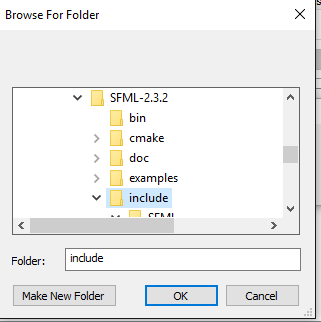 Browse For Folder
SFML-2.3.2
bin
cmake
doc
examples
include
SFML
Folder:
include
Make New Folder
OK
Cancel